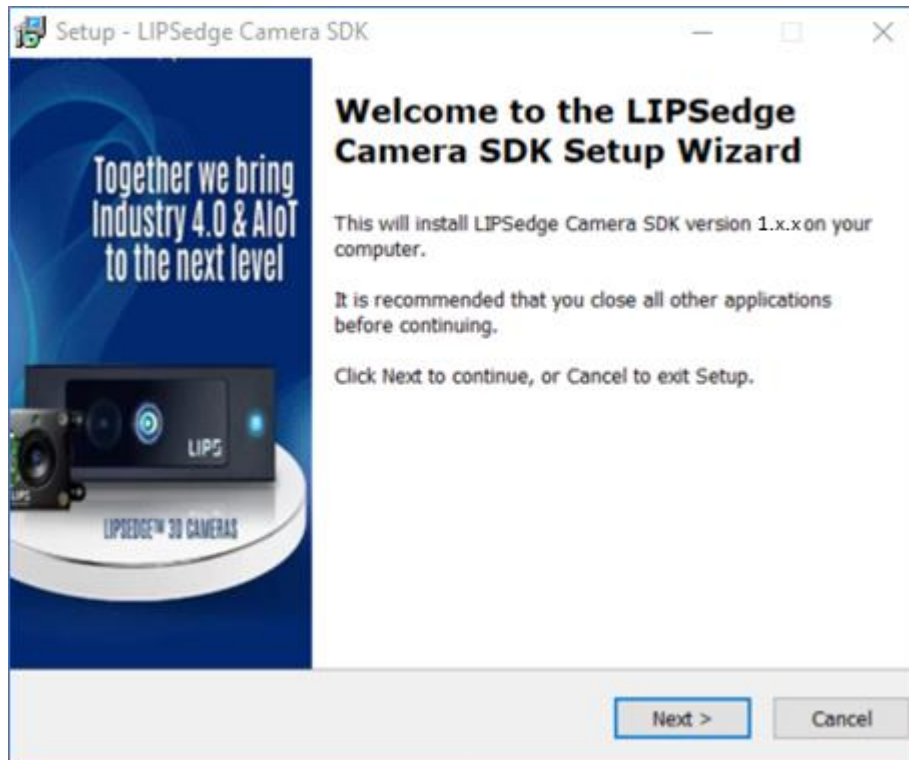 Setup - LIPSedge Camera SDK
Together we bring
Industry 4.0 & AIoT
to the next level
LIPS
LIPS
LIPSEDGE™ 3D CAMERAS
Welcome to the LIPSedge
Camera SDK Setup Wizard
This will install LIPSedge Camera SDK version 1.x.x on your
computer.
It is recommended that you close all other applications
before continuing.
Click Next to continue, or Cancel to exit Setup.
Next >
Cancel